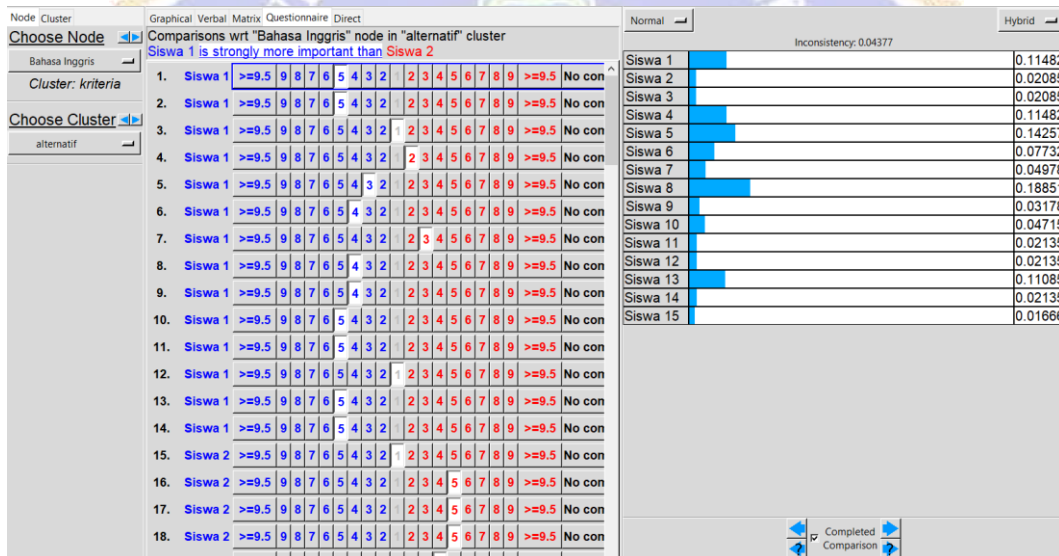 Node Cluster
Choose Node
Bahasa Inggris
Cluster: kriteria
Choose Cluster
alternatif
Graphical Verbal Matrix Questionnaire Direct
Comparisons wrt "Bahasa Inggris" node in "alternatif" cluster
Siswa 1 is strongly more important than Siswa 2
1. Siswa 1 >=9.5 9 8 7 6 5 4 3 2 1 2 3 4 5 6 7 8 9 >=9.5 No con
2. Siswa 1 >=9.5 9 8 7 6 5 4 3 2 1 2 3 4 5 6 7 8 9 >=9.5 No con
3. Siswa 1 >=9.5 9 8 7 6 5 4 3 2 1 2 3 4 5 6 7 8 9 >=9.5 No con
4. Siswa 1 >=9.5 9 8 7 6 5 4 3 2 1 2 3 4 5 6 7 8 9 >=9.5 No con
5. Siswa 1 >=9.5 9 8 7 6 5 4 3 2 1 2 3 4 5 6 7 8 9 >=9.5 No con
6. Siswa 1 >=9.5 9 8 7 6 5 4 3 2 1 2 3 4 5 6 7 8 9 >=9.5 No con
7. Siswa 1 >=9.5 9 8 7 6 5 4 3 2 1 2 3 4 5 6 7 8 9 >=9.5 No con
8. Siswa 1 >=9.5 9 8 7 6 5 4 3 2 1 2 3 4 5 6 7 8 9 >=9.5 No con
9. Siswa 1 >=9.5 9 8 7 6 5 4 3 2 1 2 3 4 5 6 7 8 9 >=9.5 No con
10. Siswa 1 >=9.5 9 8 7 6 5 4 3 2 1 2 3 4 5 6 7 8 9 >=9.5 No con
11. Siswa 1 >=9.5 9 8 7 6 5 4 3 2 1 2 3 4 5 6 7 8 9 >=9.5 No con
12. Siswa 1 >=9.5 9 8 7 6 5 4 3 2 1 2 3 4 5 6 7 8 9 >=9.5 No con
13. Siswa 1 >=9.5 9 8 7 6 5 4 3 2 1 2 3 4 5 6 7 8 9 >=9.5 No con
14. Siswa 1 >=9.5 9 8 7 6 5 4 3 2 1 2 3 4 5 6 7 8 9 >=9.5 No con
15. Siswa 2 >=9.5 9 8 7 6 5 4 3 2 1 2 3 4 5 6 7 8 9 >=9.5 No con
16. Siswa 2 >=9.5 9 8 7 6 5 4 3 2 1 2 3 4 5 6 7 8 9 >=9.5 No con
17. Siswa 2 >=9.5 9 8 7 6 5 4 3 2 1 2 3 4 5 6 7 8 9 >=9.5 No con
18. Siswa 2 >=9.5 9 8 7 6 5 4 3 2 1 2 3 4 5 6 7 8 9 >=9.5 No con
Normal Hybrid
Inconsistency: 0.04377
Siswa 1 0.11482
Siswa 2 0.02085
Siswa 3 0.02085
Siswa 4 0.11482
Siswa 5 0.14257
Siswa 6 0.07732
Siswa 7 0.04978
Siswa 8 0.18851
Siswa 9 0.03178
Siswa 10 0.04715
Siswa 11 0.02135
Siswa 12 0.02135
Siswa 13 0.11085
Siswa 14 0.02135
Siswa 15 0.01666
Completed
Comparison